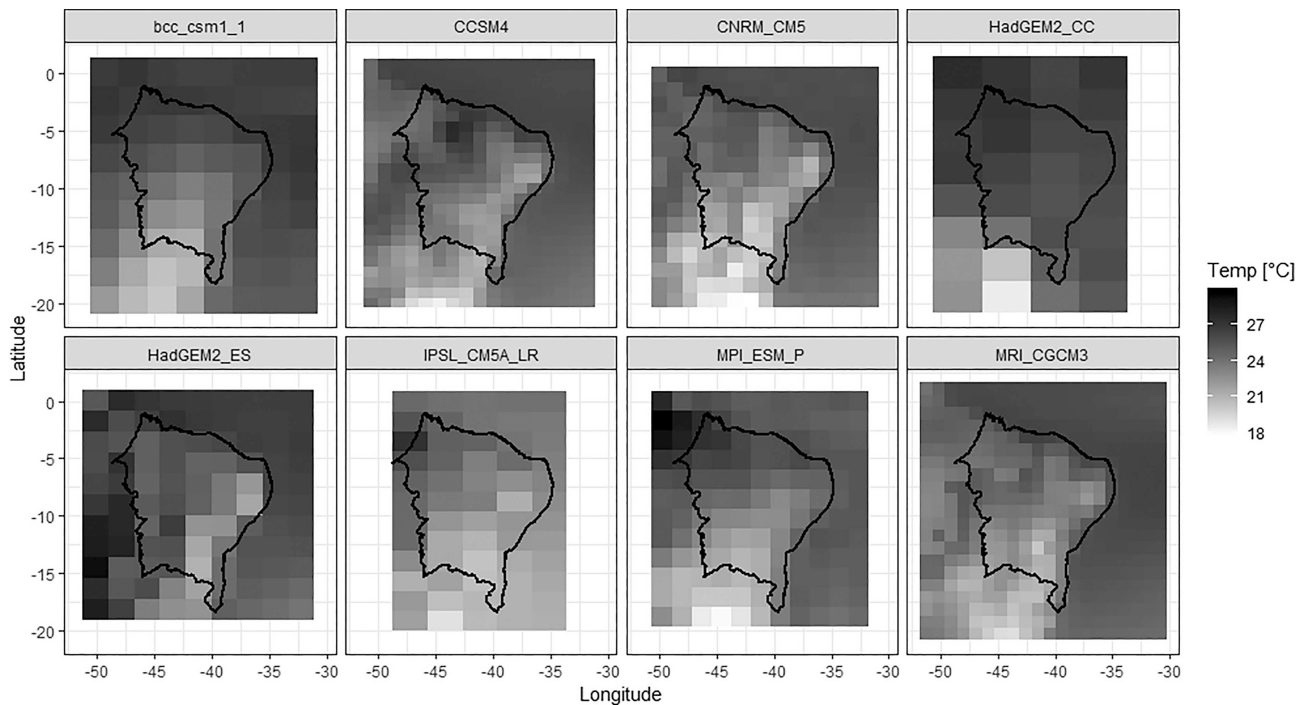 bcc_csm1_1 CCSM4 CNRM_CM5 HadGEM2_CC
0
-5
-10
-15
-20
HadGEM2_ES IPSL_CM5A_LR MPI_ESM_P MRI_CGCM3
0
-5
-10
-15
-20
Latitude
-50 -45 -40 -35 -30 -50 -45 -40 -35 -30 -50 -45 -40 -35 -30 -50 -45 -40 -35 -30
Longitude
Temp [°C]
27
24
21
18